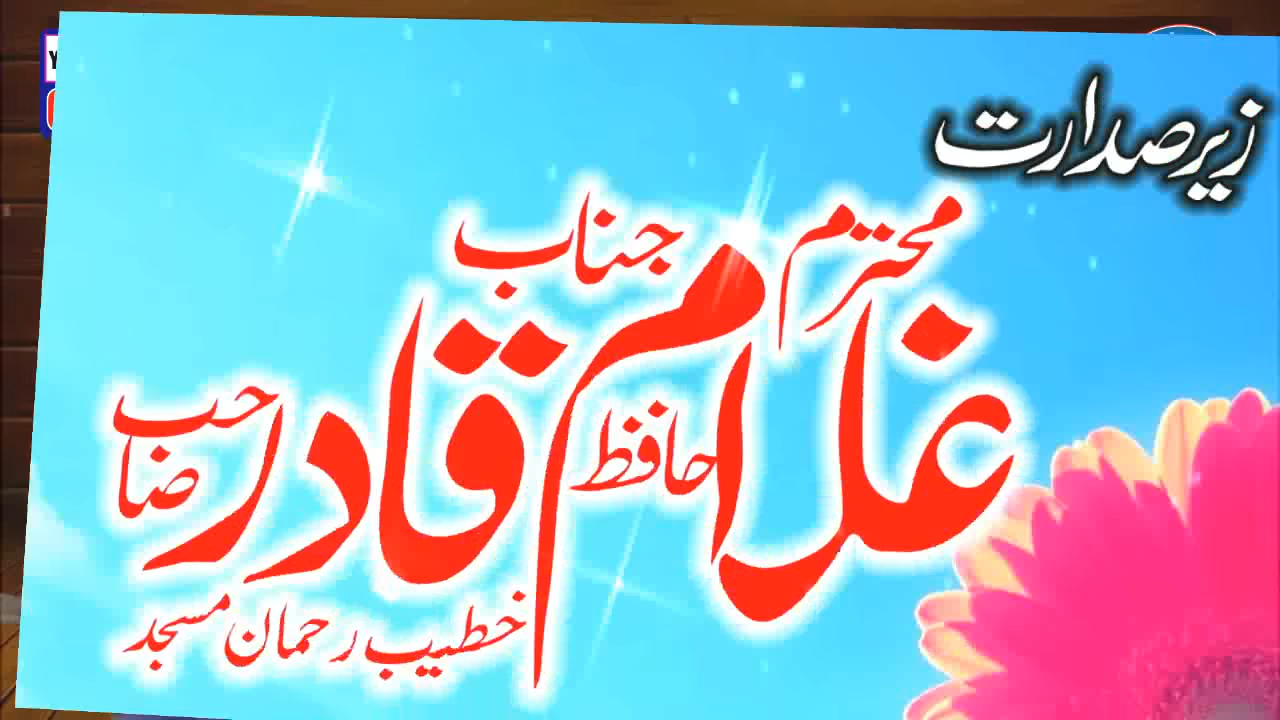 زیر صدارت
محترم جناب
حافظ
غلام قادر صاحب
خطیب رحمان مسجد